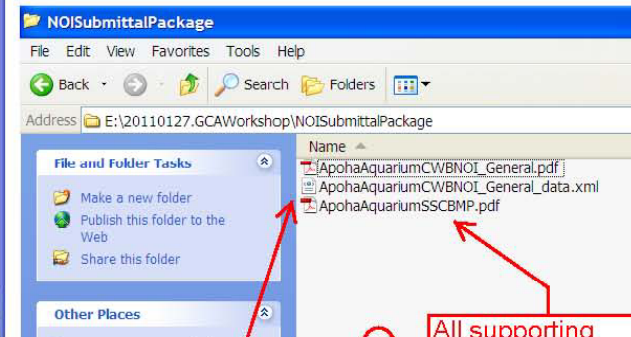 NOISubmittalPackage
File Edit View Favorites Tools Help
Back Search Folders
Address E:\20110127.GCAWorkshop\NOISubmittalPackage
Name
File and Folder Tasks
ApohaAquariumCWBNOI_General.pdf
ApohaAquariumCWBNOI_General_data.xml
ApohaAquariumSSCBMP.pdf
Make a new folder
Publish this folder to the
Web
Share this folder
Other Places
All supporting